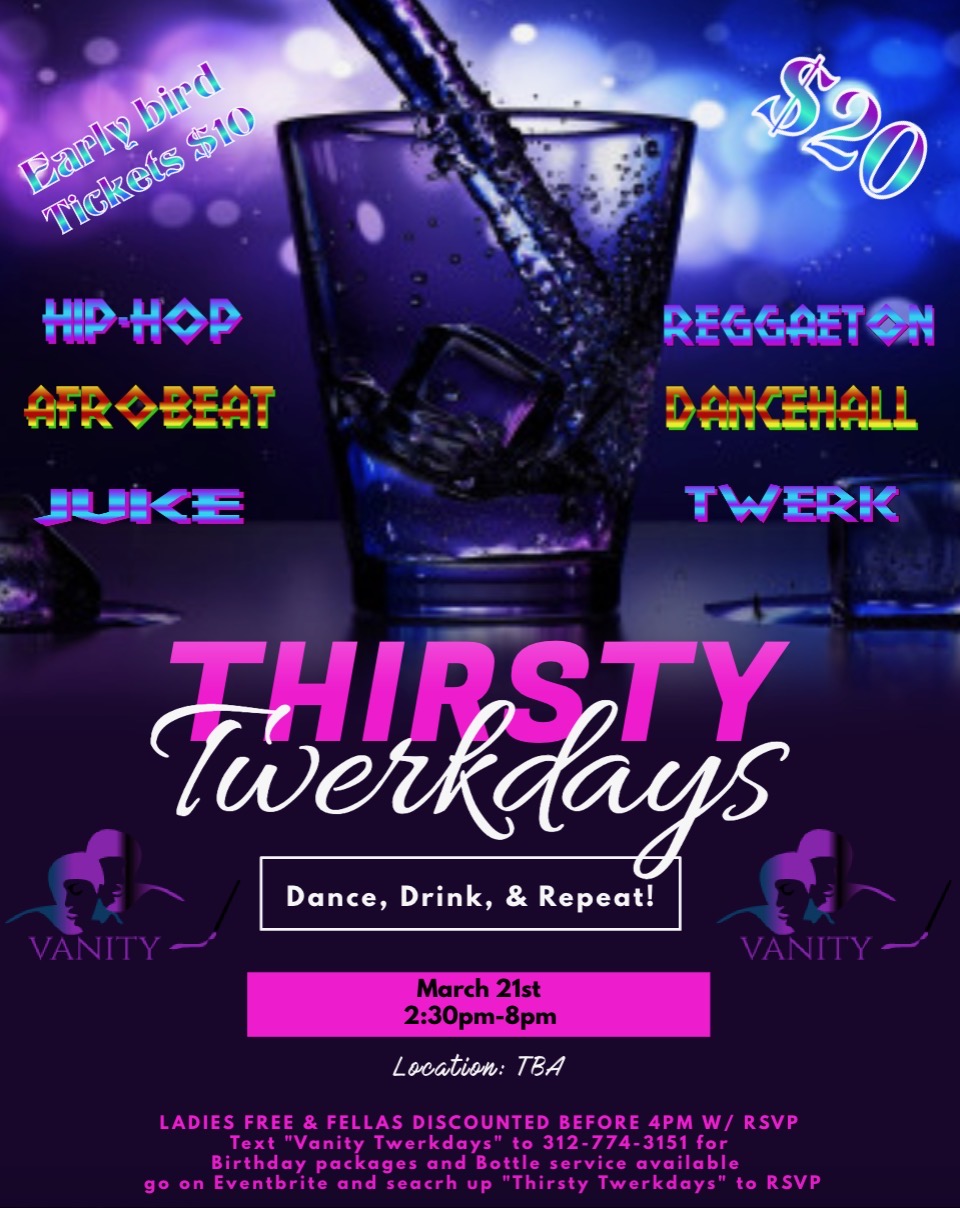 Early bird
Tickets $10
$20
HIP-HOP
REGGAETON
AFROBEAT
DANCEHALL
JUKE
TWERK
THIRSTY
Twerkdays
Dance, Drink, & Repeat!
VANITY
VANITY
March 21st
2:30pm-8pm
Location: TBA
LADIES FREE & FELLAS DISCOUNTED BEFORE 4PM W/ RSVP
Text "Vanity Twerkdays" to 312-774-3151 for
Birthday packages and Bottle service available
go on Eventbrite and seacrh up "Thirsty Twerkdays" to RSVP